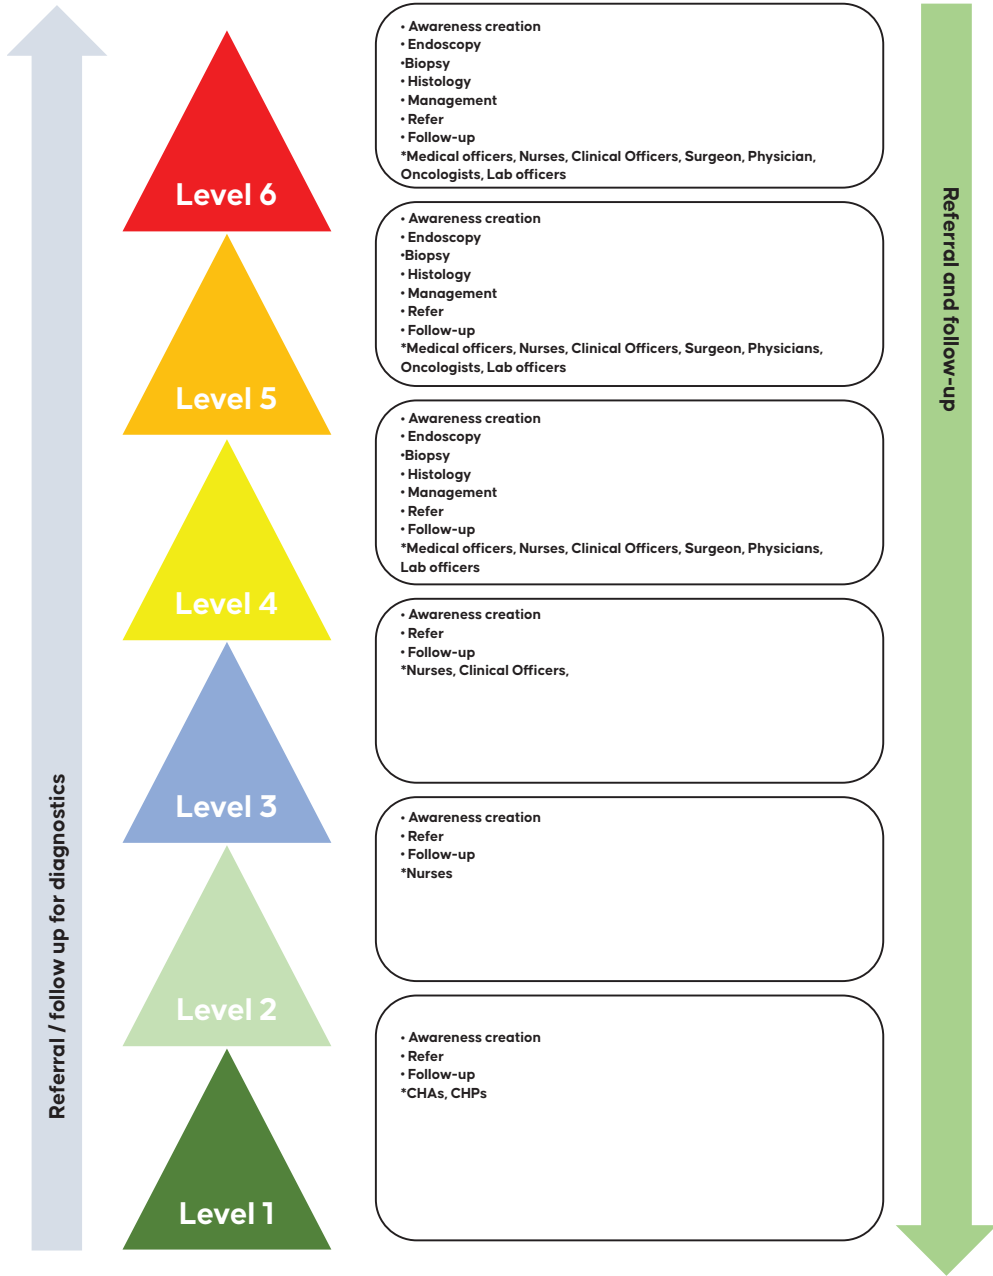 Level 6
• Awareness creation
• Endoscopy
•Biopsy
• Histology
• Management
• Refer
• Follow-up
*Medical officers, Nurses, Clinical Officers, Surgeon, Physician,
Oncologists, Lab officers
Level 5
• Awareness creation
• Endoscopy
•Biopsy
• Histology
• Management
• Refer
• Follow-up
*Medical officers, Nurses, Clinical Officers, Surgeon, Physicians,
Oncologists, Lab officers
Level 4
• Awareness creation
• Endoscopy
•Biopsy
• Histology
• Management
• Refer
• Follow-up
*Medical officers, Nurses, Clinical Officers, Surgeon, Physicians,
Lab officers
Level 3
• Awareness creation
• Refer
• Follow-up
*Nurses, Clinical Officers,
Level 2
• Awareness creation
• Refer
• Follow-up
*Nurses
Level 1
• Awareness creation
• Refer
• Follow-up
*CHAs, CHPs
Referral / follow up for diagnostics
Referral and follow-up